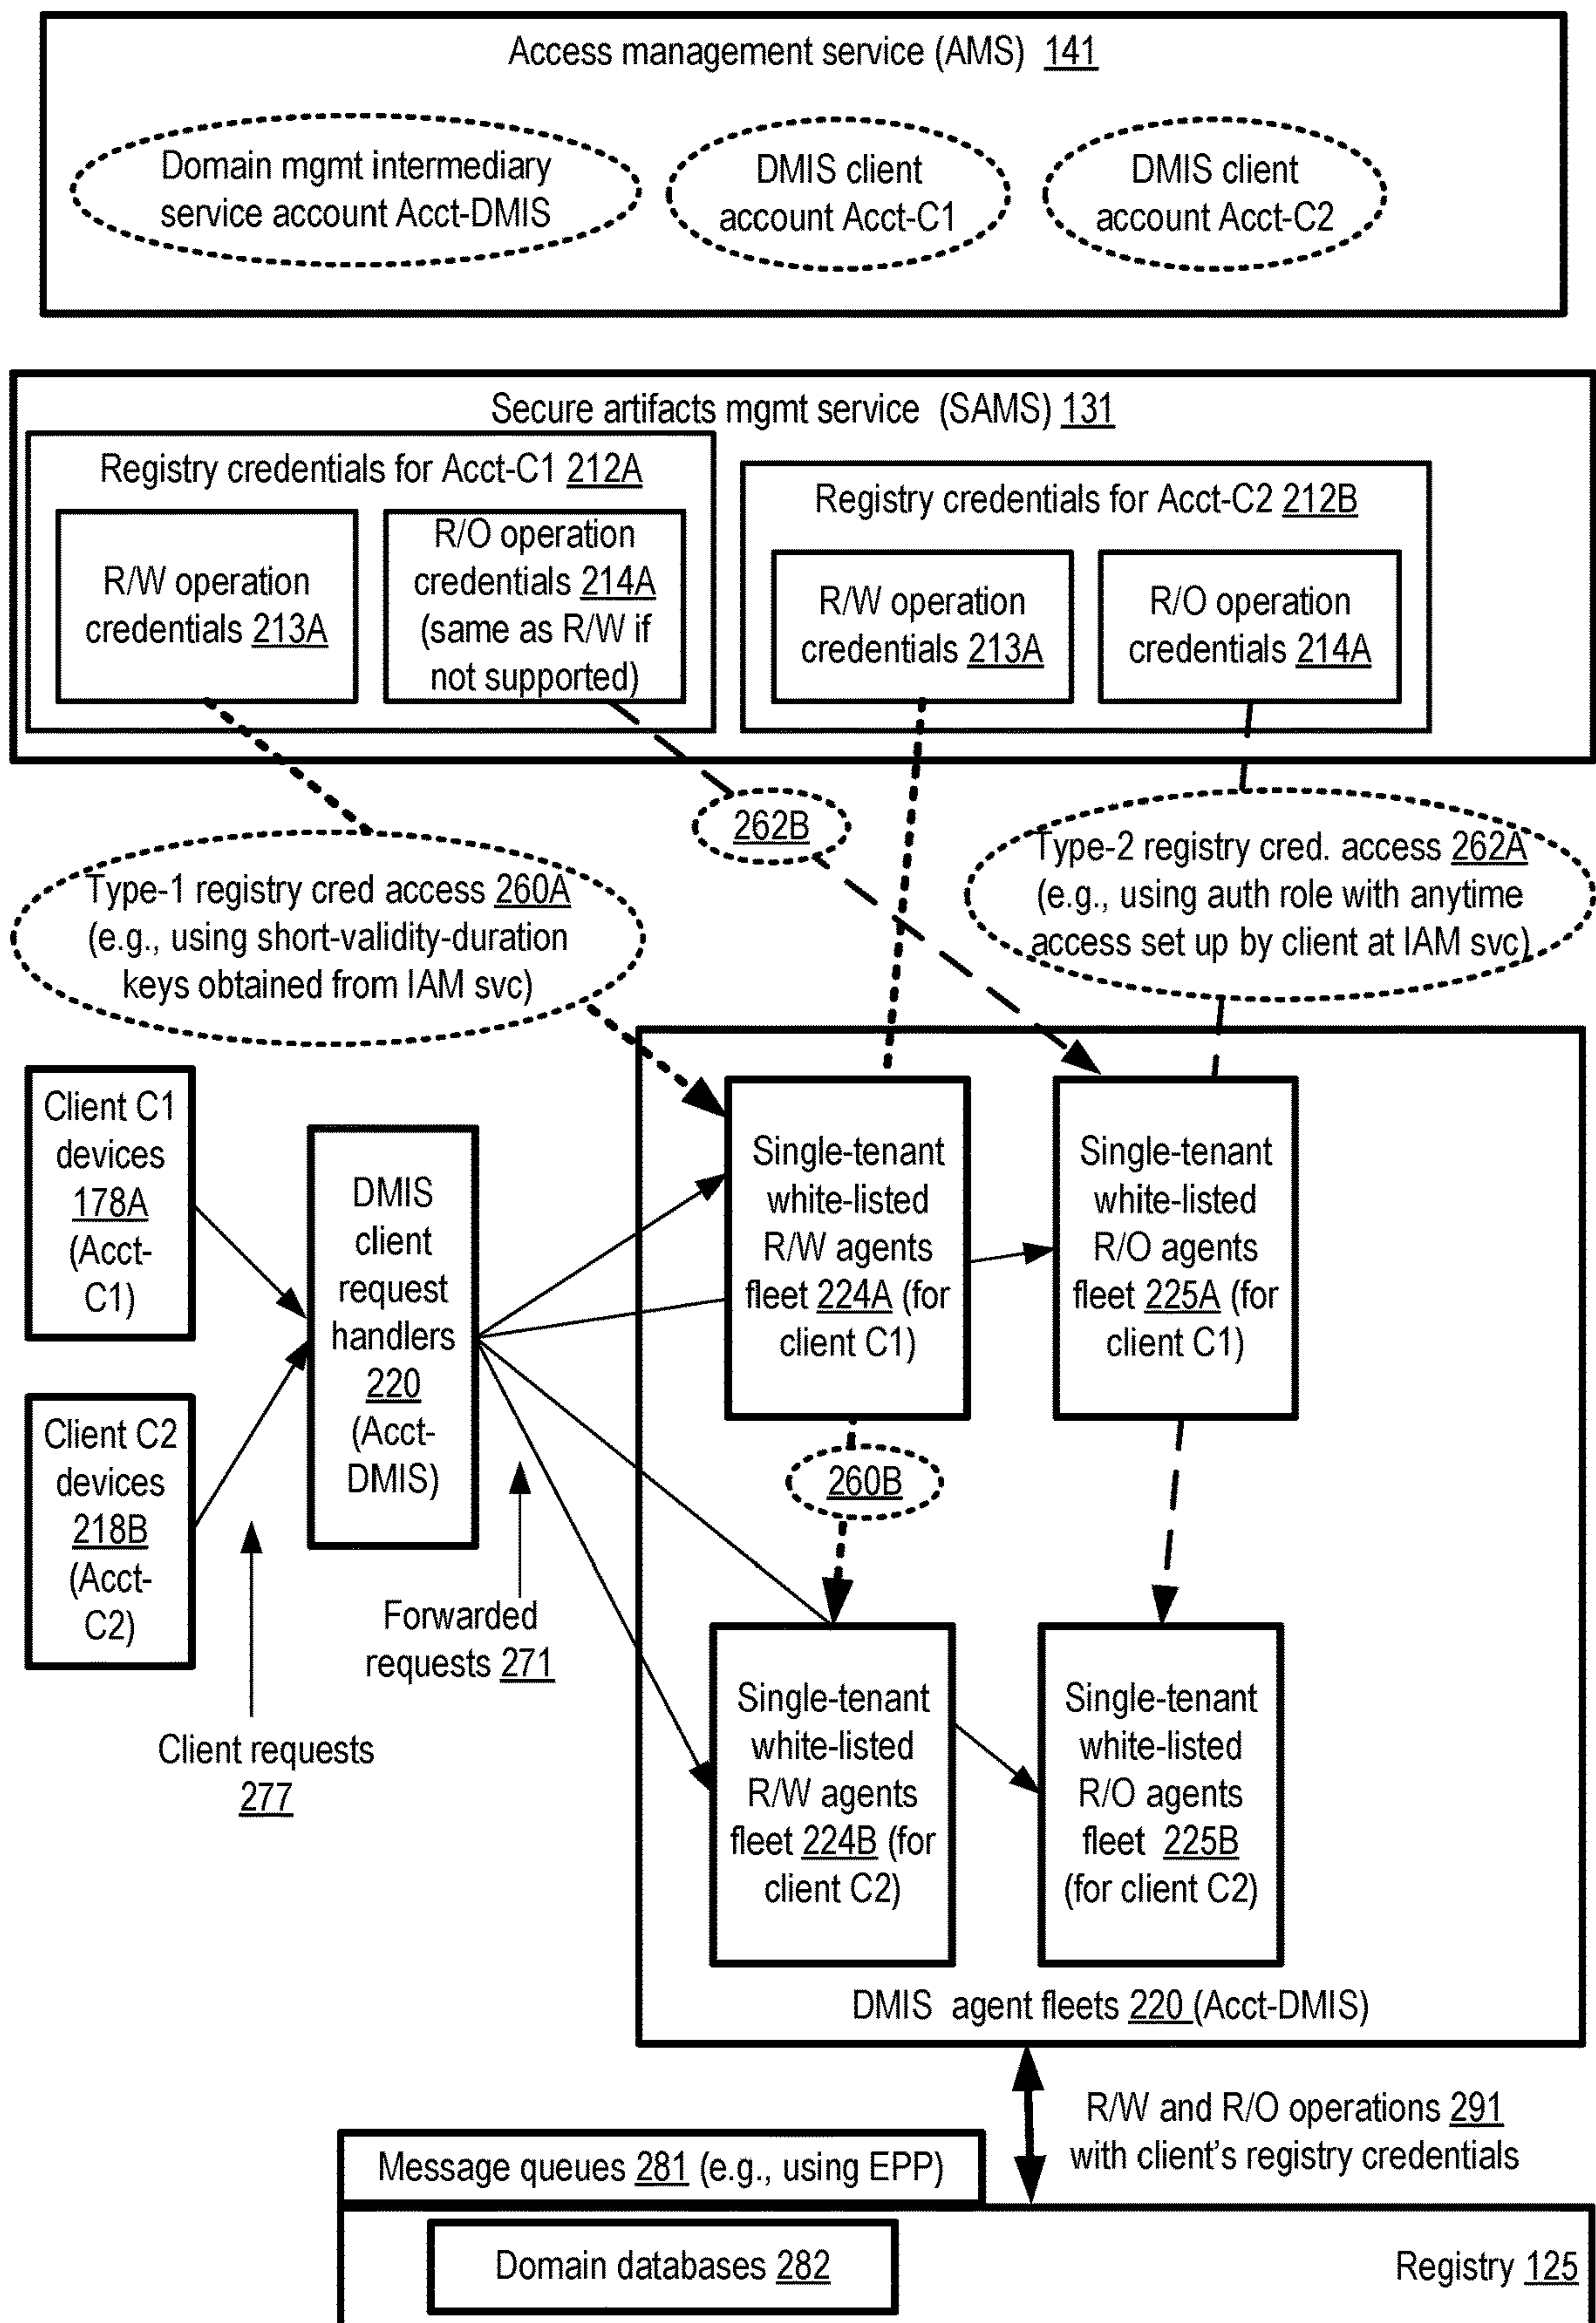 Access management service (AMS) 141
Domain mgmt intermediary
service account Acct-DMIS
DMIS client
account Acct-C1
DMIS client
account Acct-C2
Secure artifacts mgmt service (SAMS) 131
Registry credentials for Acct-C1 212A
R/W operation
credentials 213A
R/O operation
credentials 214A
(same as R/W if
not supported)
Registry credentials for Acct-C2 212B
R/W operation
credentials 213A
R/O operation
credentials 214A
262B
Type-1 registry cred access 260A
(e.g., using short-validity-duration
keys obtained from IAM svc)
Type-2 registry cred. access 262A
(e.g., using auth role with anytime
access set up by client at IAM svc)
Client C1
devices
178A
(Acct-
C1)
Client C2
devices
218B
(Acct-
C2)
DMIS
client
request
handlers
220
(Acct-
DMIS)
Client requests
277
Forwarded
requests 271
Single-tenant
white-listed
R/W agents
fleet 224A (for
client C1)
Single-tenant
white-listed
R/O agents
fleet 225A (for
client C1)
260B
Single-tenant
white-listed
R/W agents
fleet 224B (for
client C2)
Single-tenant
white-listed
R/O agents
fleet 225B
(for client C2)
DMIS agent fleets 220 (Acct-DMIS)
R/W and R/O operations 291
with client's registry credentials
Message queues 281 (e.g., using EPP)
Domain databases 282
Registry 125